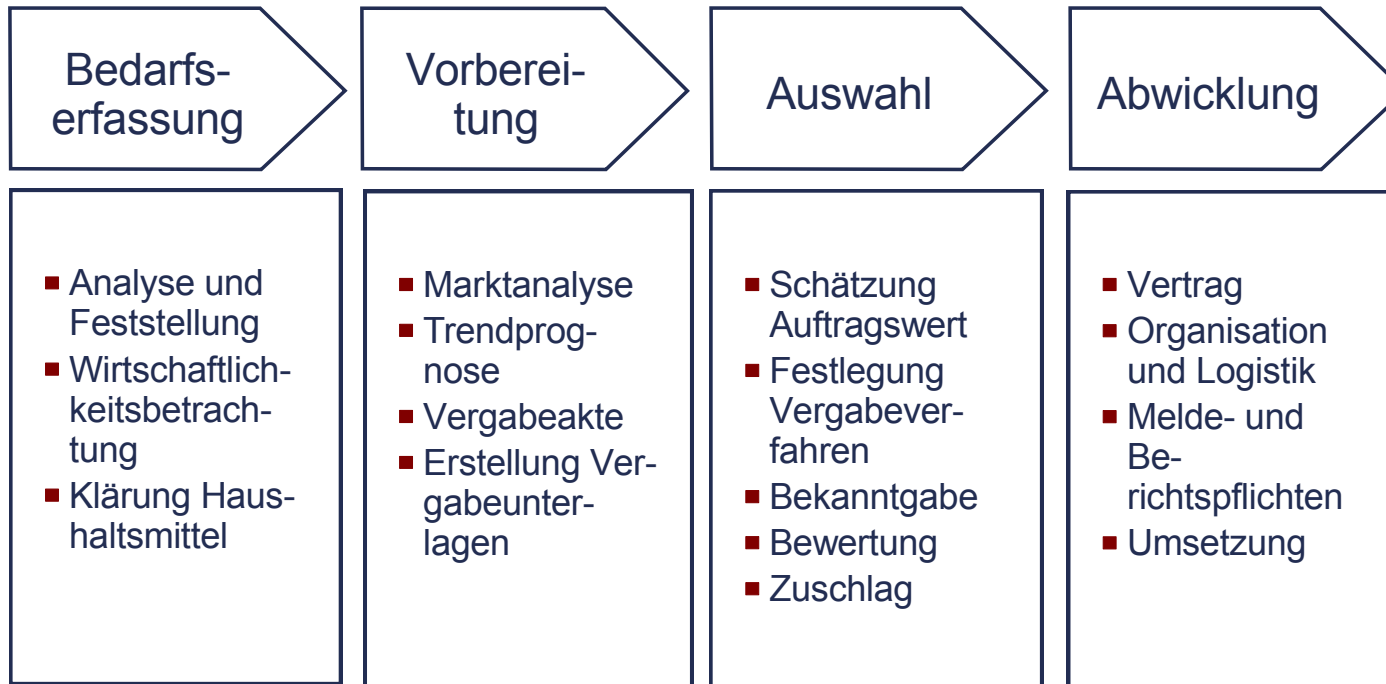 Bedarfs-
erfassung
Vorberei-
tung
Auswahl
Abwicklung
Analyse und
Feststellung
Wirtschaftlich-
keitsbetrach-
tung
Klärung Haus-
haltsmittel
Marktanalyse
Trendprog-
nose
Vergabeakte
Erstellung Ver-
gabeunter-
lagen
Schätzung
Auftragswert
Festlegung
Vergabever-
fahren
Bekanntgabe
Bewertung
Zuschlag
Vertrag
Organisation
und Logistik
Melde- und
Be-
richtspflichten
Umsetzung